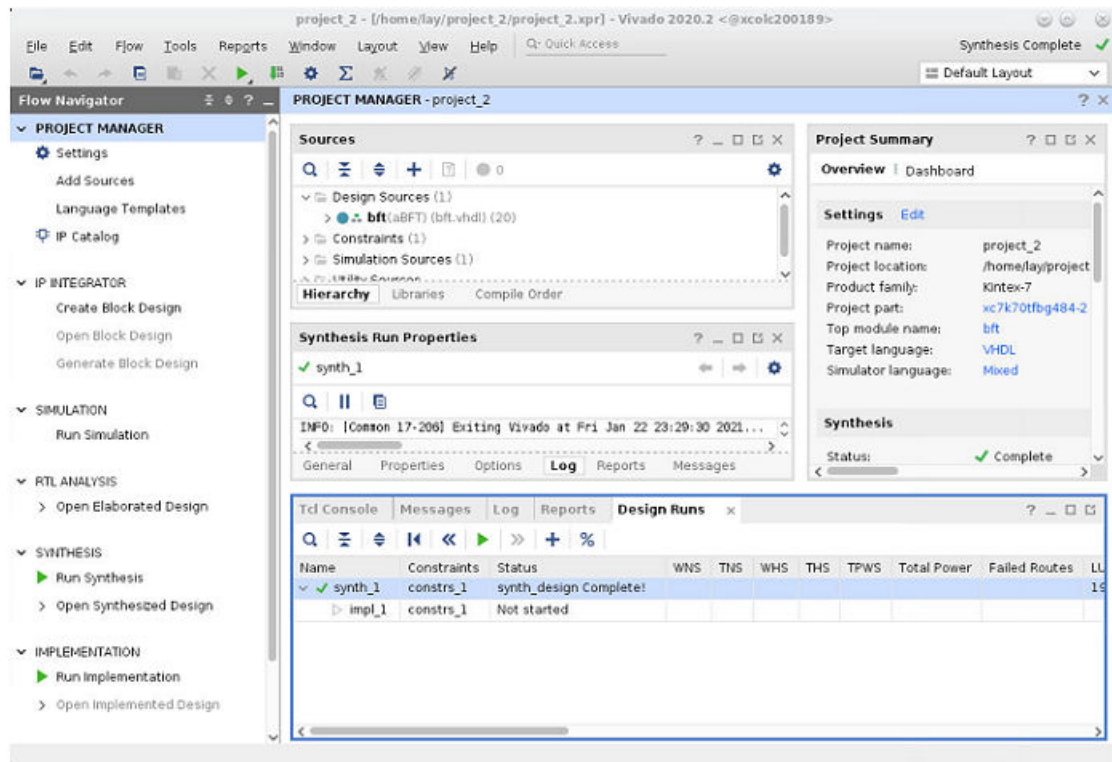 project_2 - [/home/lay/project_2/project_2.xpr] - Vivado 2020.2 <@xcolc200189>
File Edit Flow Tools Reports Window Layout View Help Quick Access
Synthesis Complete
Default Layout
Flow Navigator
PROJECT MANAGER
Settings
Add Sources
Language Templates
IP Catalog
IP INTEGRATOR
Create Block Design
Open Block Design
Generate Block Design
SIMULATION
Run Simulation
RTL ANALYSIS
Open Elaborated Design
SYNTHESIS
Run Synthesis
Open Synthesized Design
IMPLEMENTATION
Run Implementation
Open Implemented Design
PROJECT MANAGER - project_2
Sources
0
Design Sources (1)
bft(aBFT) (bft.vhdl) (20)
Constraints (1)
Simulation Sources (1)
Utility Sources
Hierarchy Libraries Compile Order
Synthesis Run Properties
synth_1
INFO: [Common 17-206] Exiting Vivado at Fri Jan 22 23:29:30 2021...
General Properties Options Log Reports Messages
Project Summary
Overview | Dashboard
Settings Edit
Project name: project_2
Project location: /home/lay/project
Product family: Kintex-7
Project part: xc7k70tfbg484-2
Top module name: bft
Target language: VHDL
Simulator language: Mixed
Synthesis
Status: Complete
Tcl Console Messages Log Reports Design Runs
Name Constraints Status WNS TNS WHS THS TPWS Total Power Failed Routes LU
synth_1 constrs_1 synth_design Complete! 19
impl_1 constrs_1 Not started